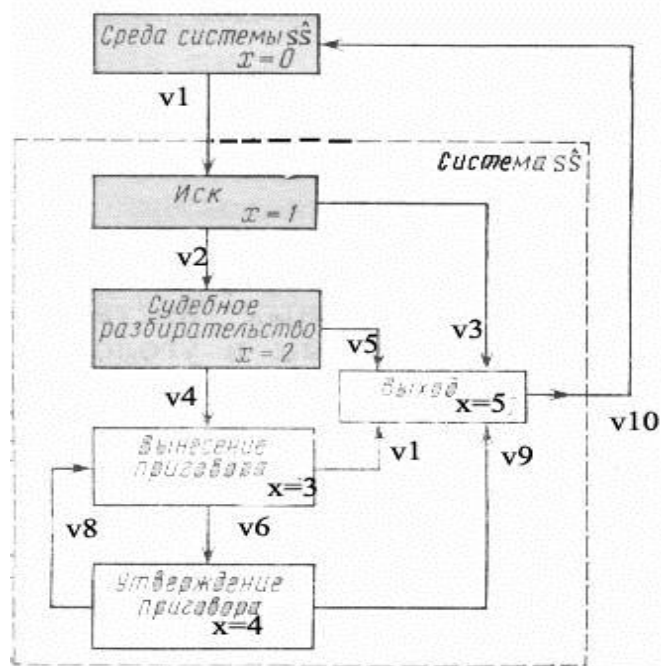 Среда системы sŝ
x=0
v1
Система sŝ
Иск
x=1
v2
Судебное
разбирательство
x=2
v3
v5
v4
Выход
x=5
v10
Вынесение
приговора
x=3
v1
v9
v8
v6
Утверждение
приговора
x=4